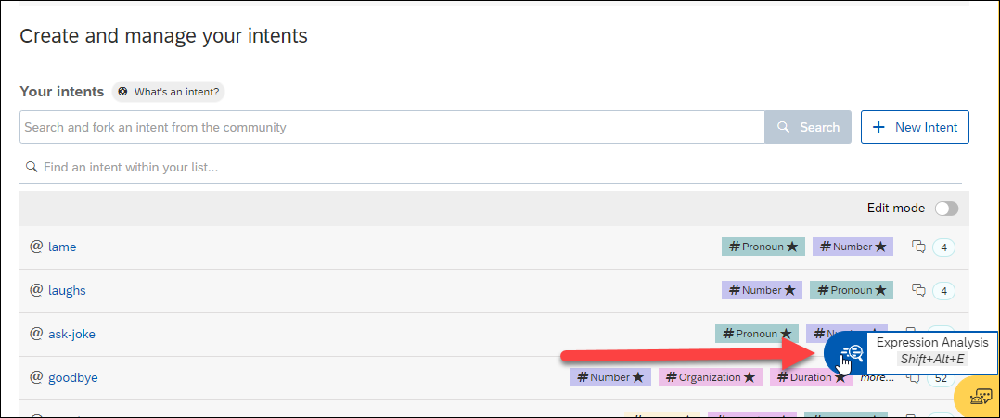 Create and manage your intents
Your intents What's an intent?
Search and fork an intent from the community Search + New Intent
Find an intent within your list...
Edit mode
@ lame #Pronoun ★ #Number ★ 4
@ laughs #Number ★ #Pronoun ★ 4
@ ask-joke #Pronoun ★
Expression Analysis
Shift+Alt+E
@ goodbye #Number ★ #Organization ★ #Duration ★ more... 52